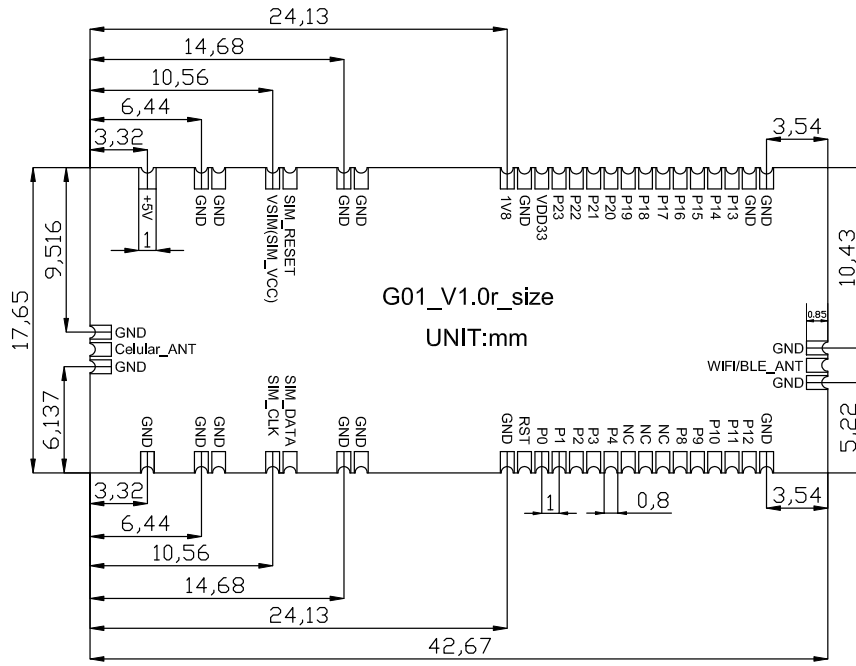 24,13
14,68
10,56
6,44
3,32
3,54
+5V
GND
GND
VSIM(SIM_VCC)
SIM_RESET
GND
GND
1V8
GND
VDD33
P23
P22
P21
P20
P19
P18
P17
P16
P15
P14
P13
GND
1
9,516
17,65
10,43
G01_V1.0r_size
UNIT:mm
0.85
GND
Celular_ANT
GND
GND
WIFI/BLE_ANT
GND
6,137
5,22
GND
GND
GND
SIM_CLK
SIM_DATA
GND
GND
GND
RST
P0
P1
P2
P3
P4
NC
NC
NC
P8
P9
P10
P11
P12
GND
3,32
1
0,8
3,54
6,44
10,56
14,68
24,13
42,67